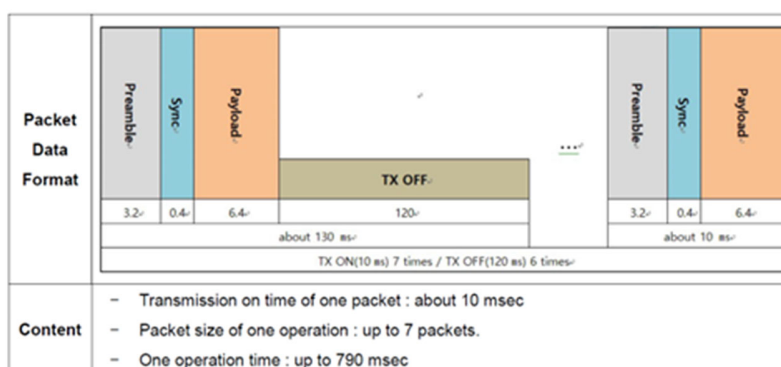 Packet
Data
Format
Preamble
Sync
Payload
TX OFF
...
Preamble
Sync
Payload
3.2
0.4
6.4
120
3.2
0.4
6.4
about 130 ms
about 10 ms
TX ON(10 ms) 7 times / TX OFF(120 ms) 6 times
Content
- Transmission on time of one packet : about 10 msec
- Packet size of one operation : up to 7 packets.
- One operation time : up to 790 msec